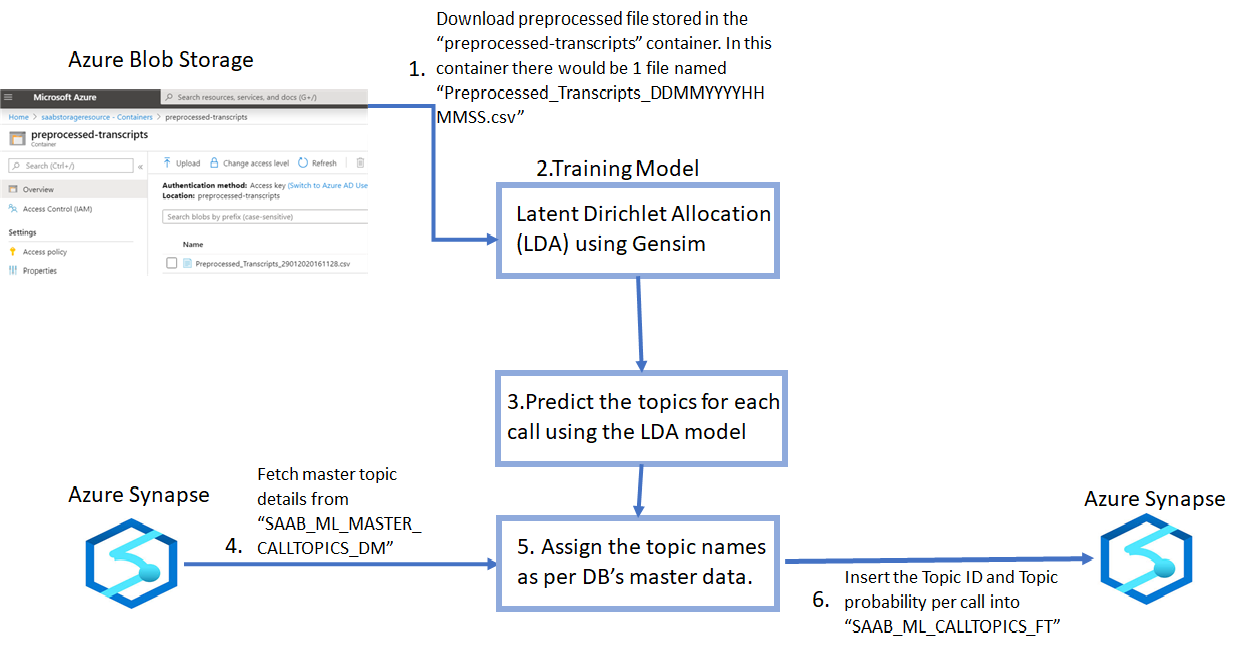 Download preprocessed file stored in the
“preprocessed-transcripts” container. In this
1. container there would be 1 file named
“Preprocessed_Transcripts_DDMMYYYYHH
MMSS.csv”
Azure Blob Storage
Microsoft Azure
Search resources, services, and docs (G+/)
Home > saabstorageresource - Containers > preprocessed-transcripts
preprocessed-transcripts
Container
Search (Ctrl+/)
«
Upload Change access level Refresh
Overview
Access Control (IAM)
Settings
Access policy
Properties
Authentication method: Access key (Switch to Azure AD Use
Location: preprocessed-transcripts
Search blobs by prefix (case-sensitive)
Name
Preprocessed_Transcripts_29012020161128.csv
2.Training Model
Latent Dirichlet Allocation
(LDA) using Gensim
3.Predict the topics for each
call using the LDA model
Azure Synapse
Fetch master topic
details from
“SAAB_ML_MASTER_
4. CALLTOPICS_DM”
5. Assign the topic names
as per DB’s master data.
Azure Synapse
Insert the Topic ID and Topic
6. probability per call into
“SAAB_ML_CALLTOPICS_FT”